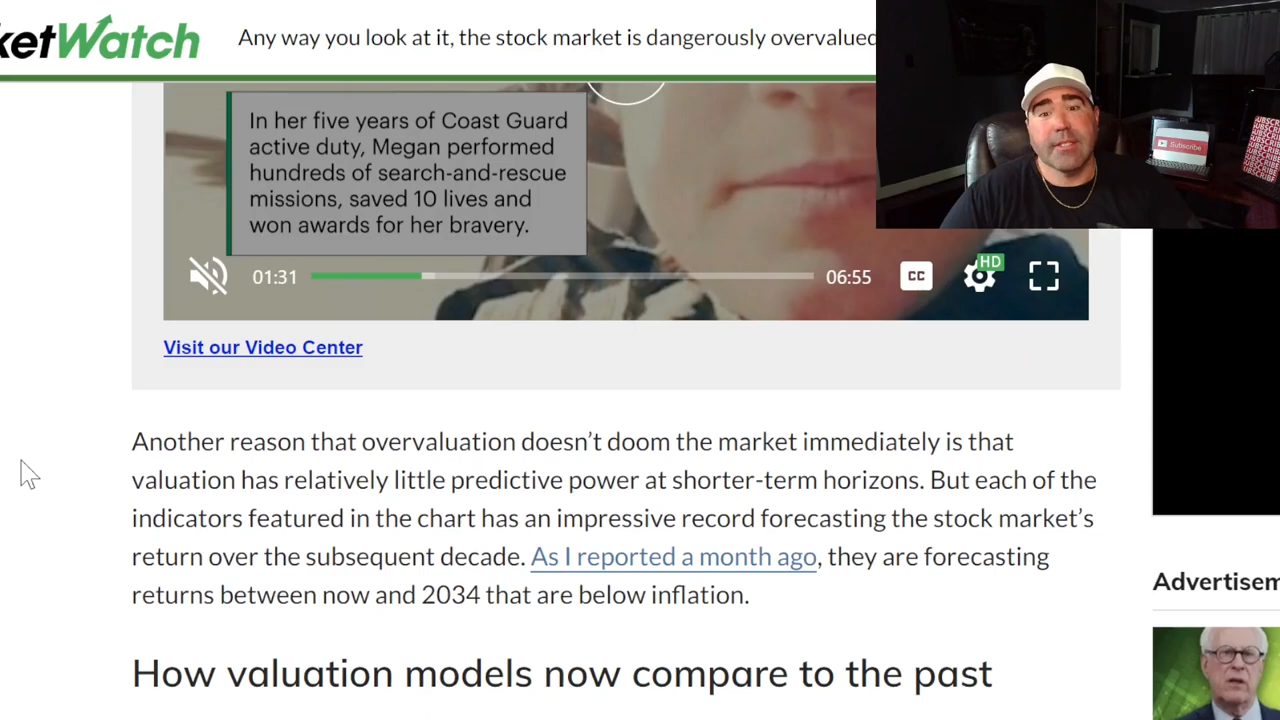 ketWatch
Any way you look at it, the stock market is dangerously overvalued
In her five years of Coast Guard
active duty, Megan performed
hundreds of search-and-rescue
missions, saved 10 lives and
won awards for her bravery.
01:31
06:55
CC
HD
Visit our Video Center
Subscribe
Another reason that overvaluation doesn’t doom the market immediately is that
valuation has relatively little predictive power at shorter-term horizons. But each of the
indicators featured in the chart has an impressive record forecasting the stock market’s
return over the subsequent decade. As I reported a month ago, they are forecasting
returns between now and 2034 that are below inflation.
Advertisem
How valuation models now compare to the past